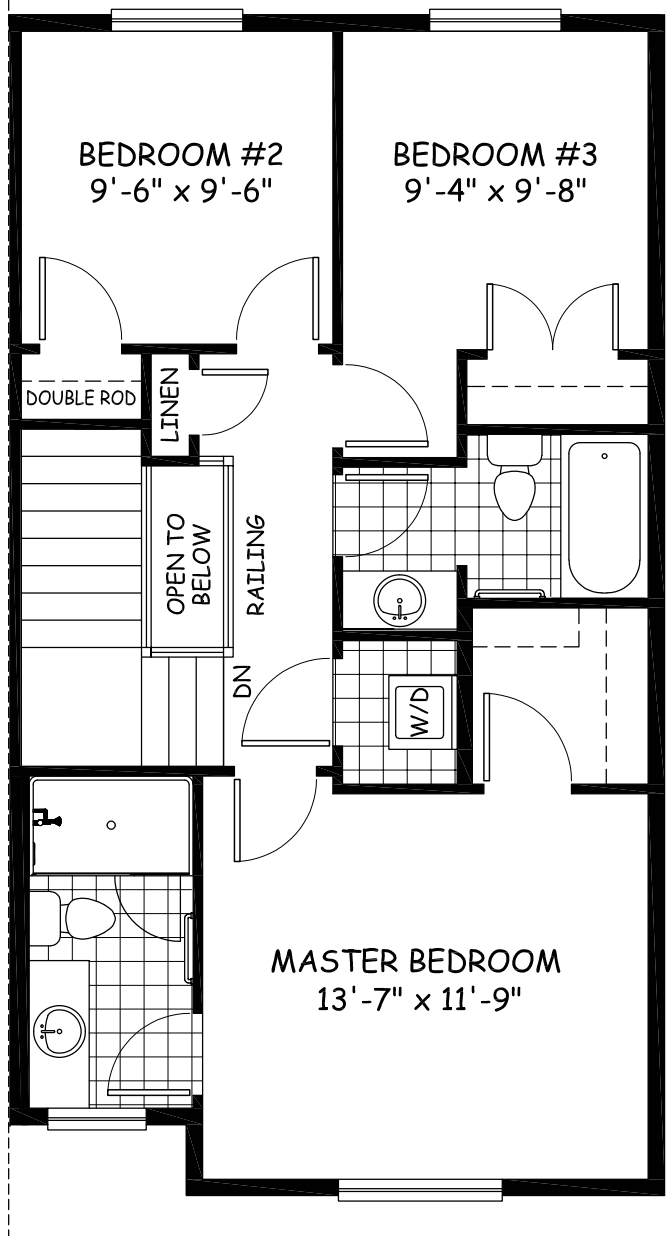 BEDROOM #2
9'-6" x 9'-6"
BEDROOM #3
9'-4" x 9'-8"
DOUBLE ROD
LINEN
OPEN TO
BELOW
RAILING
DN
W/D
MASTER BEDROOM
13'-7" x 11'-9"